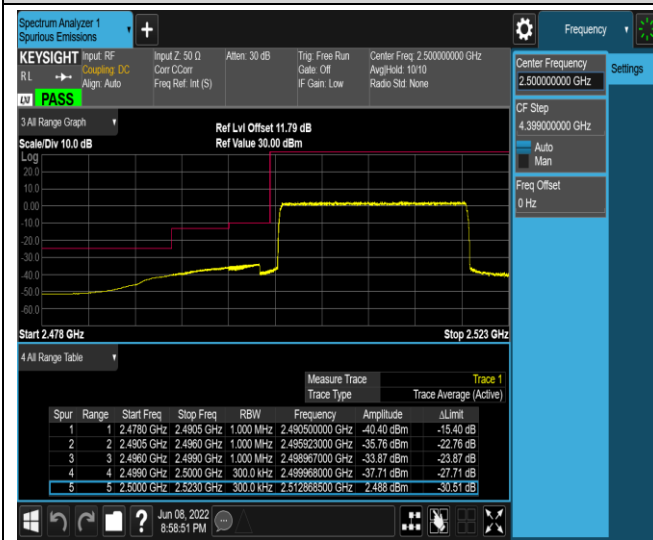 Spectrum Analyzer 1
Spurious Emissions
Frequency
KEYSIGHT Input: RF
Coupling: DC
Align: Auto
Input Z: 50 Ω
Corr CCorr
Freq Ref: Int (S)
Atten: 30 dB
Trig: Free Run
Gate: Off
IF Gain: Low
Center Freq: 2.500000000 GHz
Avg|Hold: 10/10
Radio Std: None
R L
LXI PASS
Center Frequency
2.500000000 GHz
Settings
CF Step
4.399000000 GHz
Auto
Man
Freq Offset
0 Hz
3 All Range Graph
Scale/Div 10.0 dB
Ref Lvl Offset 11.79 dB
Ref Value 30.00 dBm
Log
20.0
10.0
0.00
-10.0
-20.0
-30.0
-40.0
-50.0
-60.0
Start 2.478 GHz
Stop 2.523 GHz
4 All Range Table
Measure Trace Trace 1
Trace Type Trace Average (Active)
Spur Range Start Freq Stop Freq RBW Frequency Amplitude ΔLimit
1 1 2.4780 GHz 2.4905 GHz 1.000 MHz 2.490500000 GHz -40.40 dBm -15.40 dB
2 2 2.4905 GHz 2.4960 GHz 1.000 MHz 2.495923000 GHz -35.76 dBm -22.76 dB
3 3 2.4960 GHz 2.4990 GHz 1.000 MHz 2.498967000 GHz -33.87 dBm -23.87 dB
4 4 2.4990 GHz 2.5000 GHz 300.0 kHz 2.499968000 GHz -37.71 dBm -27.71 dB
5 5 2.5000 GHz 2.5230 GHz 300.0 kHz 2.512868500 GHz 2.488 dBm -30.51 dB
Jun 08, 2022
8:58:51 PM